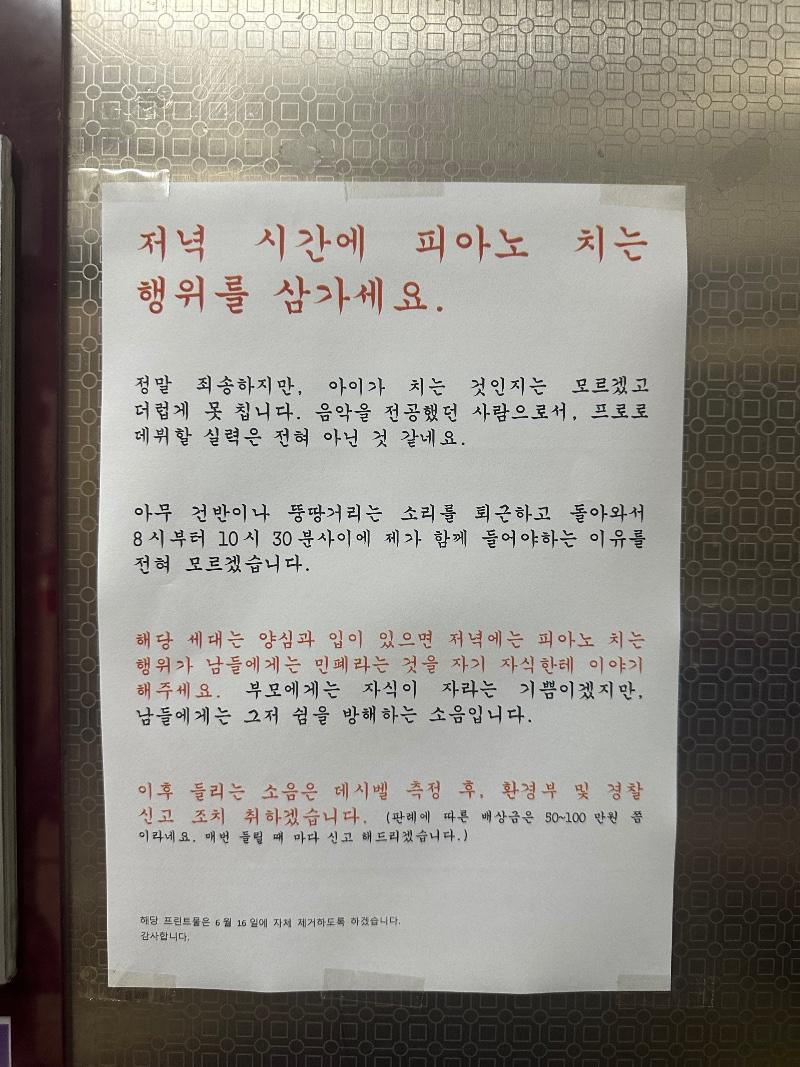 저녁 시간에 피아노 치는
행위를 삼가세요.
정말 죄송하지만, 아이가 치는 것인지는 모르겠고
더럽게 못 칩니다. 음악을 전공했던 사람으로서, 프로로
데뷔할 실력은 전혀 아닌 것 같네요.
아무 건반이나 뚱땅거리는 소리를 퇴근하고 돌아와서
8시부터 10시 30분사이에 제가 함께 들어야하는 이유를
전혀 모르겠습니다.
해당 세대는 양심과 입이 있으면 저녁에는 피아노 치는
행위가 남들에게는 민폐라는 것을 자기 자식한테 이야기
해주세요. 부모에게는 자식이 자라는 기쁨이겠지만,
남들에게는 그저 쉼을 방해하는 소음입니다.
이후 들리는 소음은 데시벨 측정 후, 환경부 및 경찰
신고 조치 취하겠습니다. (판례에 따른 배상금은 50~100 만원 쯤
이라네요. 매번 들릴 때 마다 신고 해드리겠습니다.)
해당 프린트물은 6월 16일에 자체 제거하도록 하겠습니다.
감사합니다.